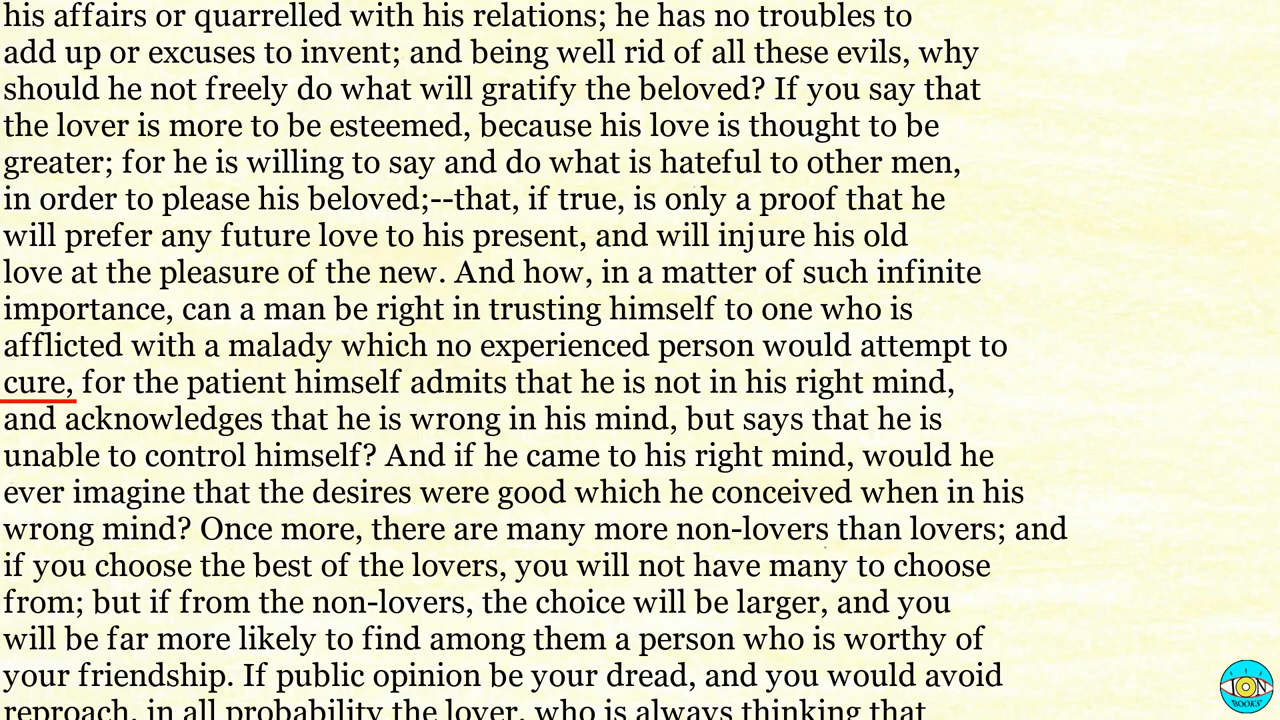 his affairs or quarrelled with his relations; he has no troubles to
add up or excuses to invent; and being well rid of all these evils, why
should he not freely do what will gratify the beloved? If you say that
the lover is more to be esteemed, because his love is thought to be
greater; for he is willing to say and do what is hateful to other men,
in order to please his beloved;--that, if true, is only a proof that he
will prefer any future love to his present, and will injure his old
love at the pleasure of the new. And how, in a matter of such infinite
importance, can a man be right in trusting himself to one who is
afflicted with a malady which no experienced person would attempt to
cure, for the patient himself admits that he is not in his right mind,
and acknowledges that he is wrong in his mind, but says that he is
unable to control himself? And if he came to his right mind, would he
ever imagine that the desires were good which he conceived when in his
wrong mind? Once more, there are many more non-lovers than lovers; and
if you choose the best of the lovers, you will not have many to choose
from; but if from the non-lovers, the choice will be larger, and you
will be far more likely to find among them a person who is worthy of
your friendship. If public opinion be your dread, and you would avoid
reproach, in all probability the lover, who is always thinking that
ION
BOOKS